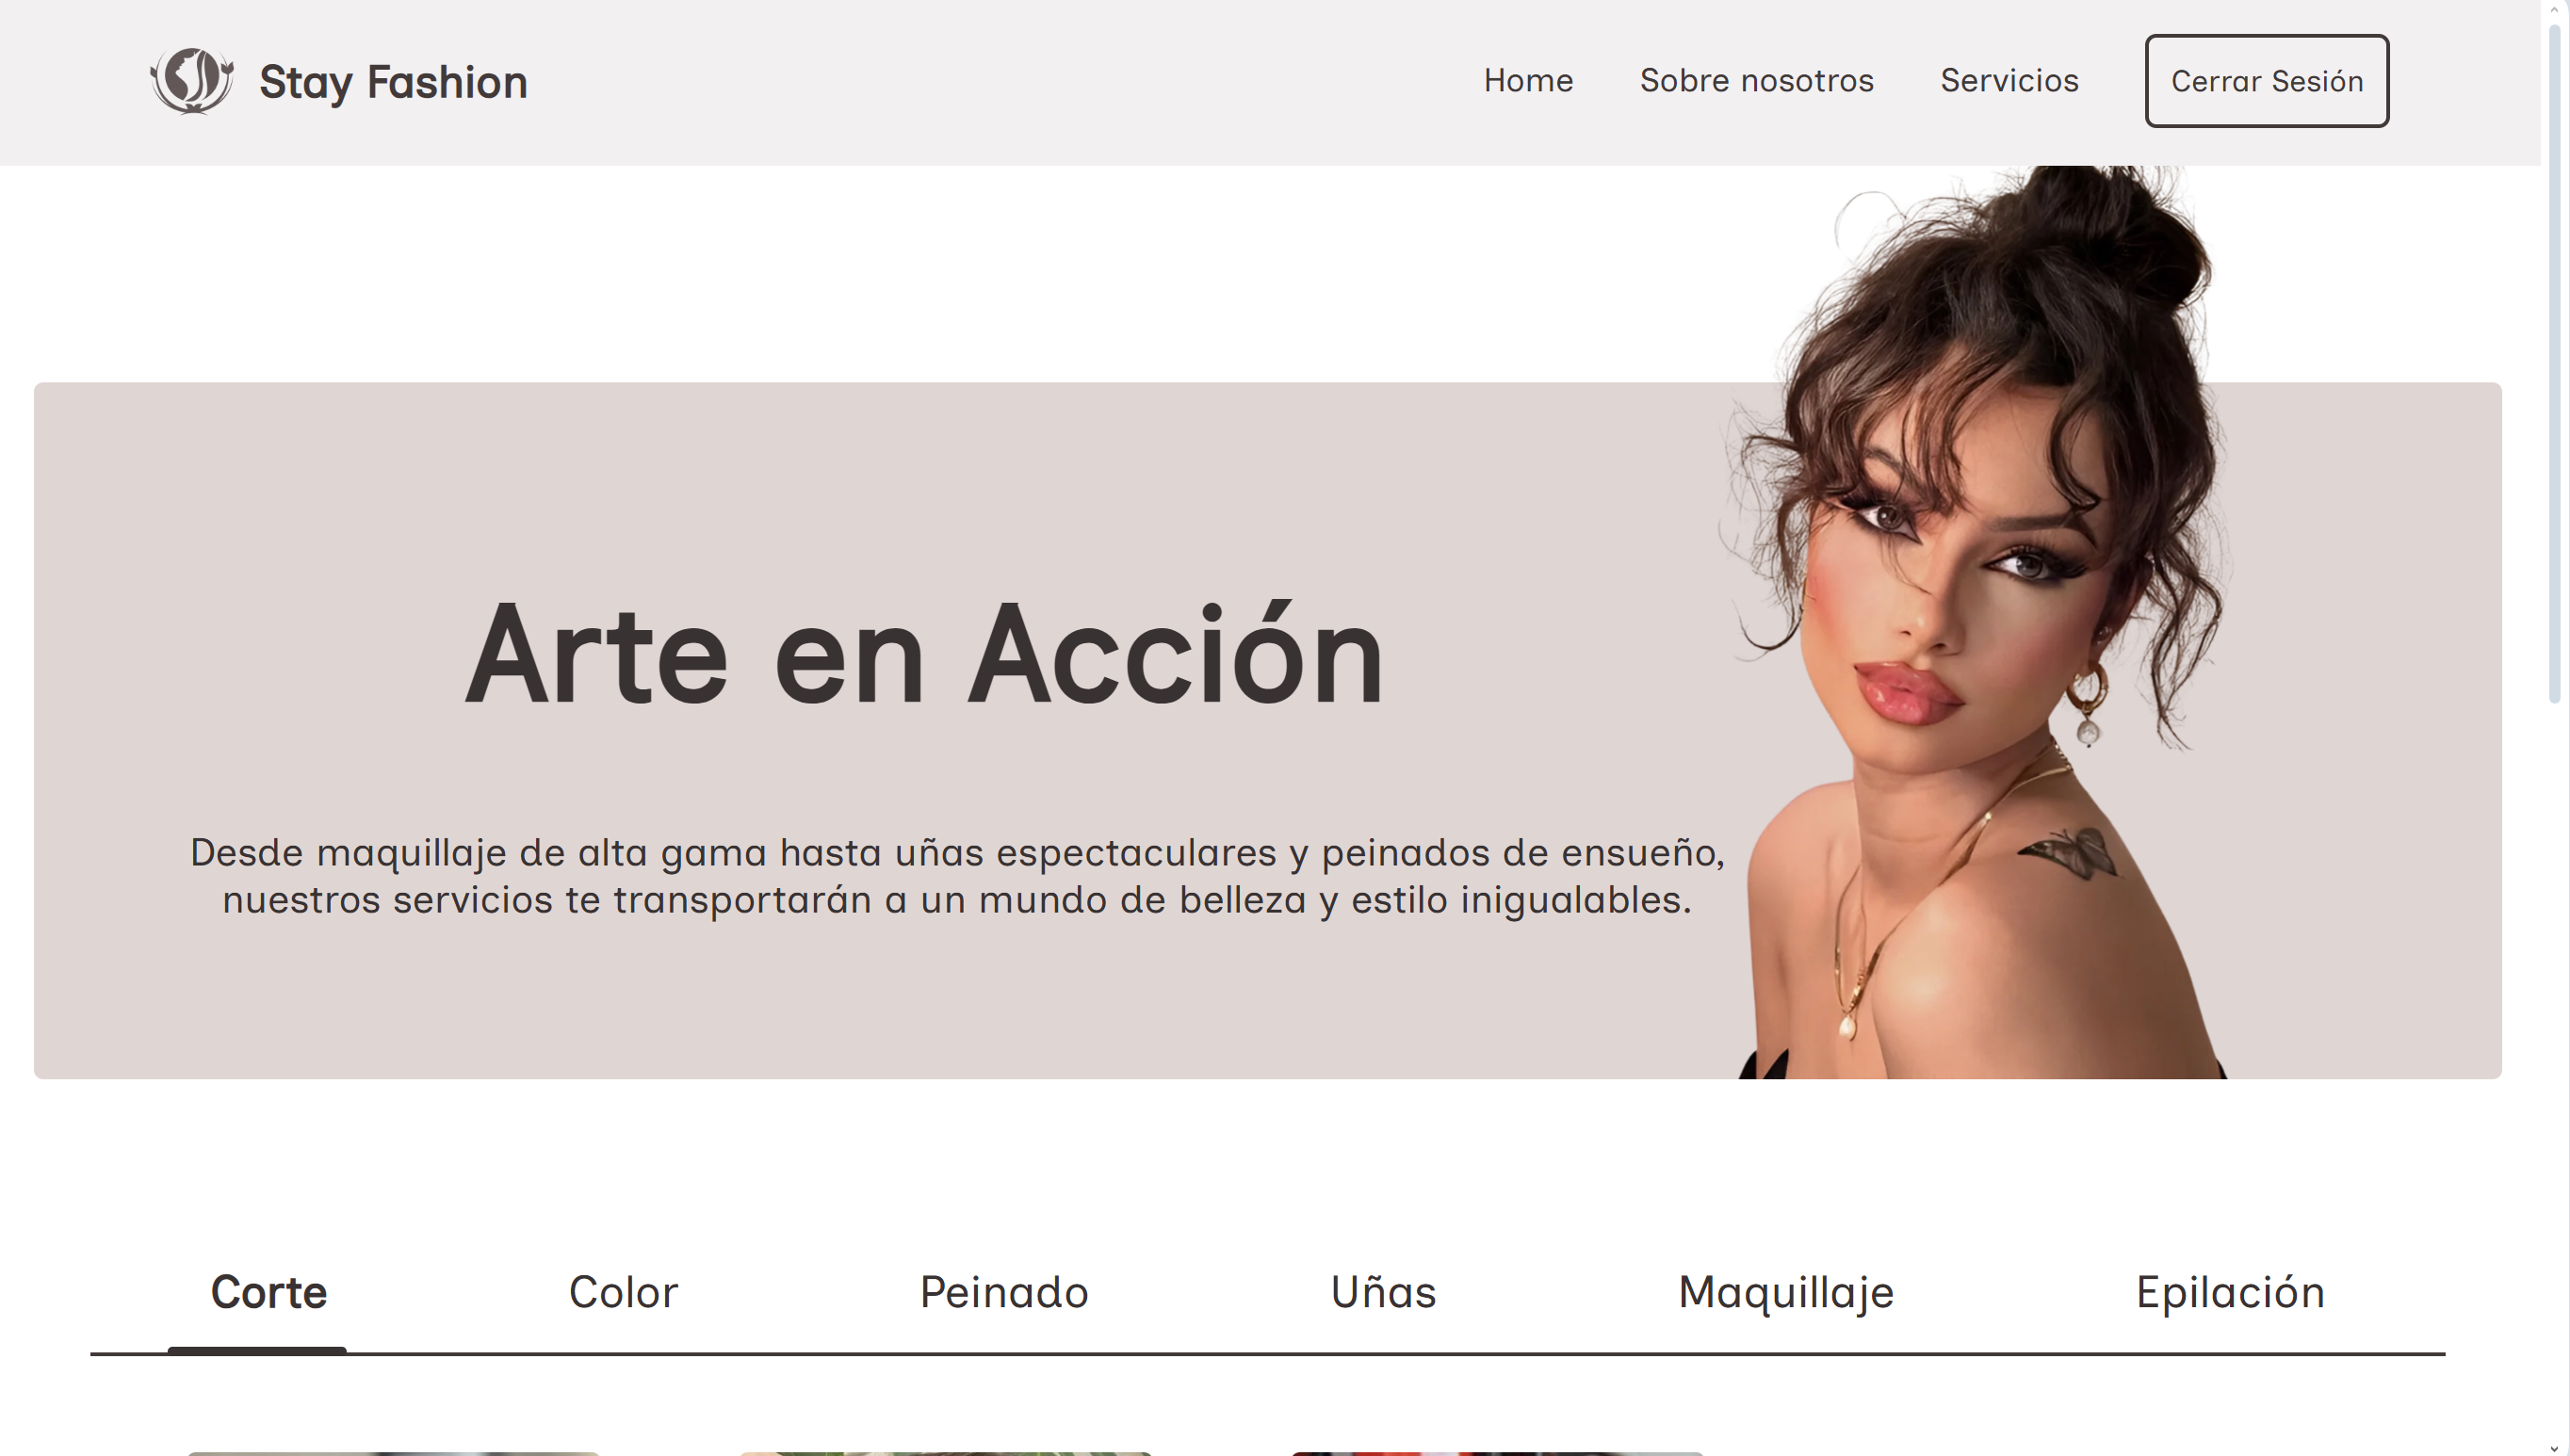 Stay Fashion
Home Sobre nosotros Servicios Cerrar Sesión
Arte en Acción
Desde maquillaje de alta gama hasta uñas espectaculares y peinados de ensueño,
nuestros servicios te transportarán a un mundo de belleza y estilo inigualables.
Corte Color Peinado Uñas Maquillaje Epilación